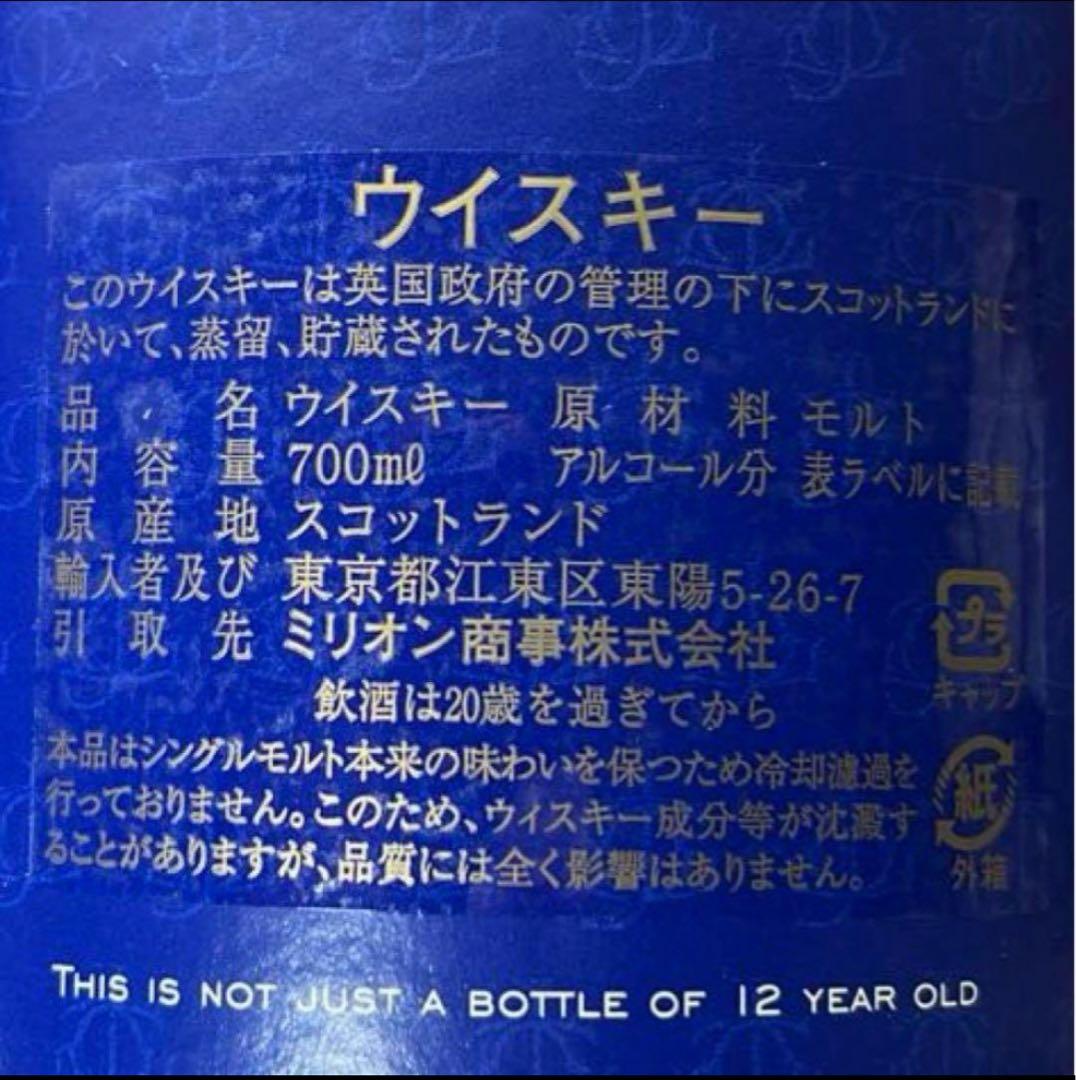 ウイスキー
このウイスキーは英国政府の管理の下にスコットランドに
於いて、蒸留、貯蔵されたものです。
品名 ウイスキー 原材料 モルト
内容量 700mℓ アルコール分 表ラベルに記載
原産地 スコットランド
輸入者及び 東京都江東区東陽5-26-7
引取先 ミリオン商事株式会社
プラ
キャップ
飲酒は20歳を過ぎてから
本品はシングルモルト本来の味わいを保つため冷却濾過を
行っておりません。このため、ウィスキー成分等が沈澱す
ることがありますが、品質には全く影響はありません。
紙
外箱
THIS IS NOT JUST A BOTTLE OF 12 YEAR OLD